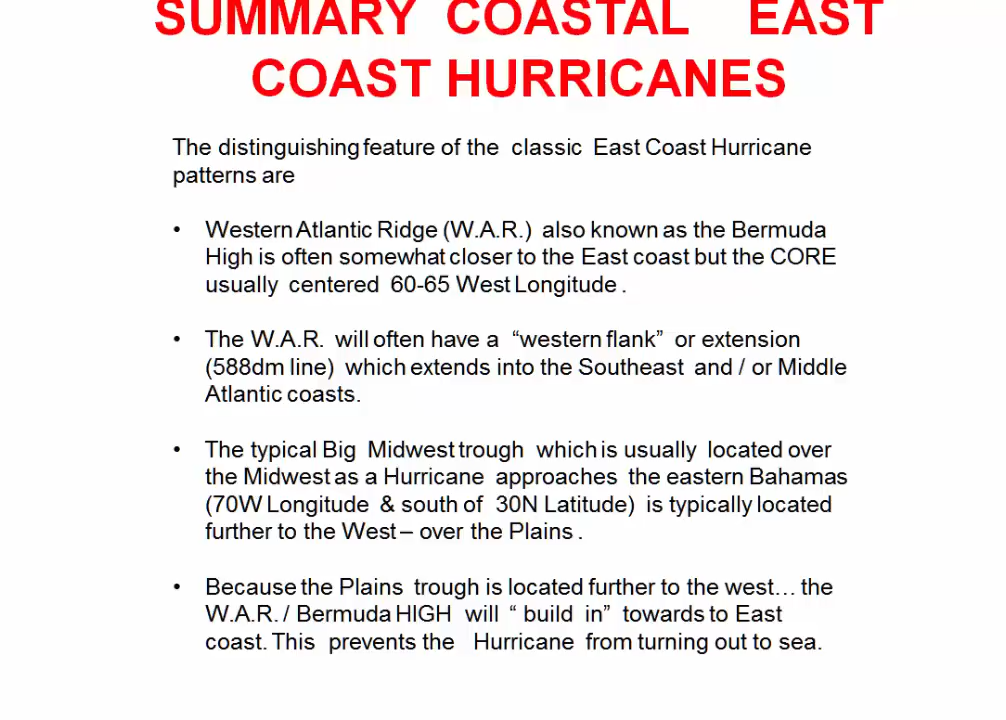 SUMMARY COASTAL EAST
COAST HURRICANES
The distinguishing feature of the classic East Coast Hurricane
patterns are
• Western Atlantic Ridge (W.A.R.) also known as the Bermuda
High is often somewhat closer to the East coast but the CORE
usually centered 60-65 West Longitude .
• The W.A.R. will often have a “western flank” or extension
(588dm line) which extends into the Southeast and / or Middle
Atlantic coasts.
• The typical Big Midwest trough which is usually located over
the Midwest as a Hurricane approaches the eastern Bahamas
(70W Longitude & south of 30N Latitude) is typically located
further to the West – over the Plains .
• Because the Plains trough is located further to the west… the
W.A.R. / Bermuda HIGH will “ build in” towards to East
coast. This prevents the Hurricane from turning out to sea.